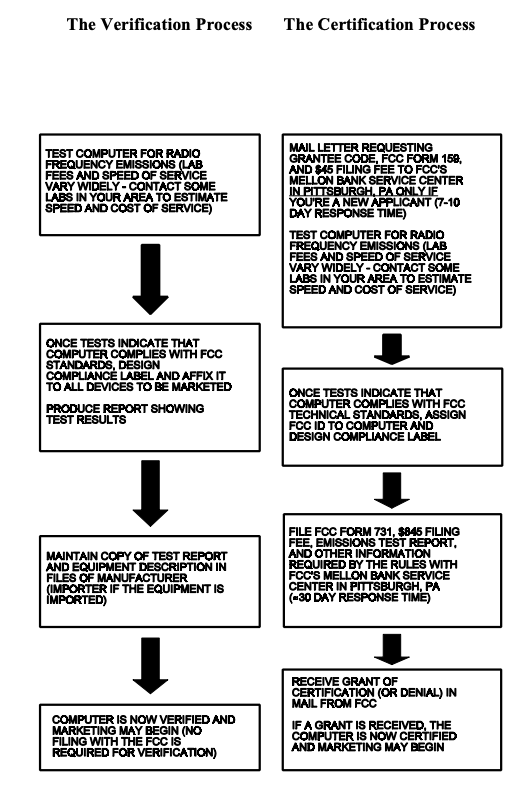 The Verification Process
TEST COMPUTER FOR RADIO
FREQUENCY EMISSIONS (LAB
FEES AND SPEED OF SERVICE
VARY WIDELY - CONTACT SOME
LABS IN YOUR AREA TO ESTIMATE
SPEED AND COST OF SERVICE)
ONCE TESTS INDICATE THAT
COMPUTER COMPLIES WITH FCC
STANDARDS, DESIGN
COMPLIANCE LABEL AND AFFIX IT
TO ALL DEVICES TO BE MARKETED
PRODUCE REPORT SHOWING
TEST RESULTS
MAINTAIN COPY OF TEST REPORT
AND EQUIPMENT DESCRIPTION IN
FILES OF MANUFACTURER
(IMPORTER IF THE EQUIPMENT IS
IMPORTED)
COMPUTER IS NOW VERIFIED AND
MARKETING MAY BEGIN (NO
FILING WITH THE FCC IS
REQUIRED FOR VERIFICATION)
The Certification Process
MAIL LETTER REQUESTING
GRANTEE CODE, FCC FORM 159,
AND $45 FILING FEE TO FCC'S
MELLON BANK SERVICE CENTER
IN PITTSBURGH, PA ONLY IF
YOU'RE A NEW APPLICANT (7-10
DAY RESPONSE TIME)
TEST COMPUTER FOR RADIO
FREQUENCY EMISSIONS (LAB
FEES AND SPEED OF SERVICE
VARY WIDELY - CONTACT SOME
LABS IN YOUR AREA TO ESTIMATE
SPEED AND COST OF SERVICE)
ONCE TESTS INDICATE THAT
COMPUTER COMPLIES WITH FCC
TECHNICAL STANDARDS, ASSIGN
FCC ID TO COMPUTER AND
DESIGN COMPLIANCE LABEL
FILE FCC FORM 731, $845 FILING
FEE, EMISSIONS TEST REPORT,
AND OTHER INFORMATION
REQUIRED BY THE RULES WITH
FCC'S MELLON BANK SERVICE
CENTER IN PITTSBURGH, PA
(≈30 DAY RESPONSE TIME)
RECEIVE GRANT OF
CERTIFICATION (OR DENIAL) IN
MAIL FROM FCC
IF A GRANT IS RECEIVED, THE
COMPUTER IS NOW CERTIFIED
AND MARKETING MAY BEGIN